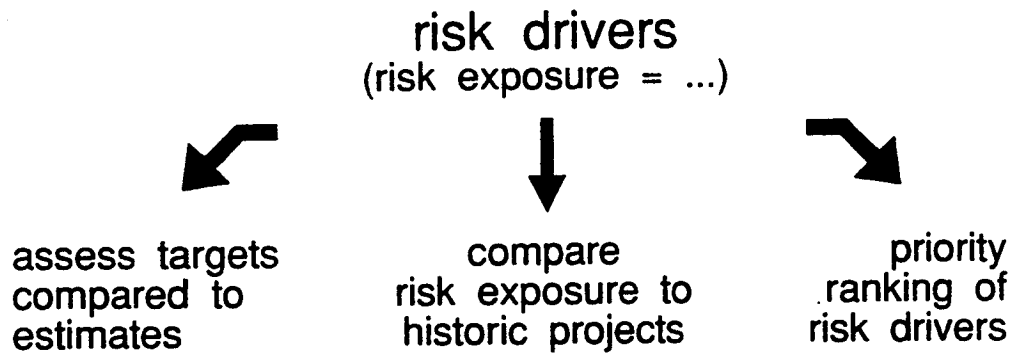 risk drivers
(risk exposure = ...)
assess targets
compared to
estimates
compare
risk exposure to
historic projects
priority
ranking of
risk drivers